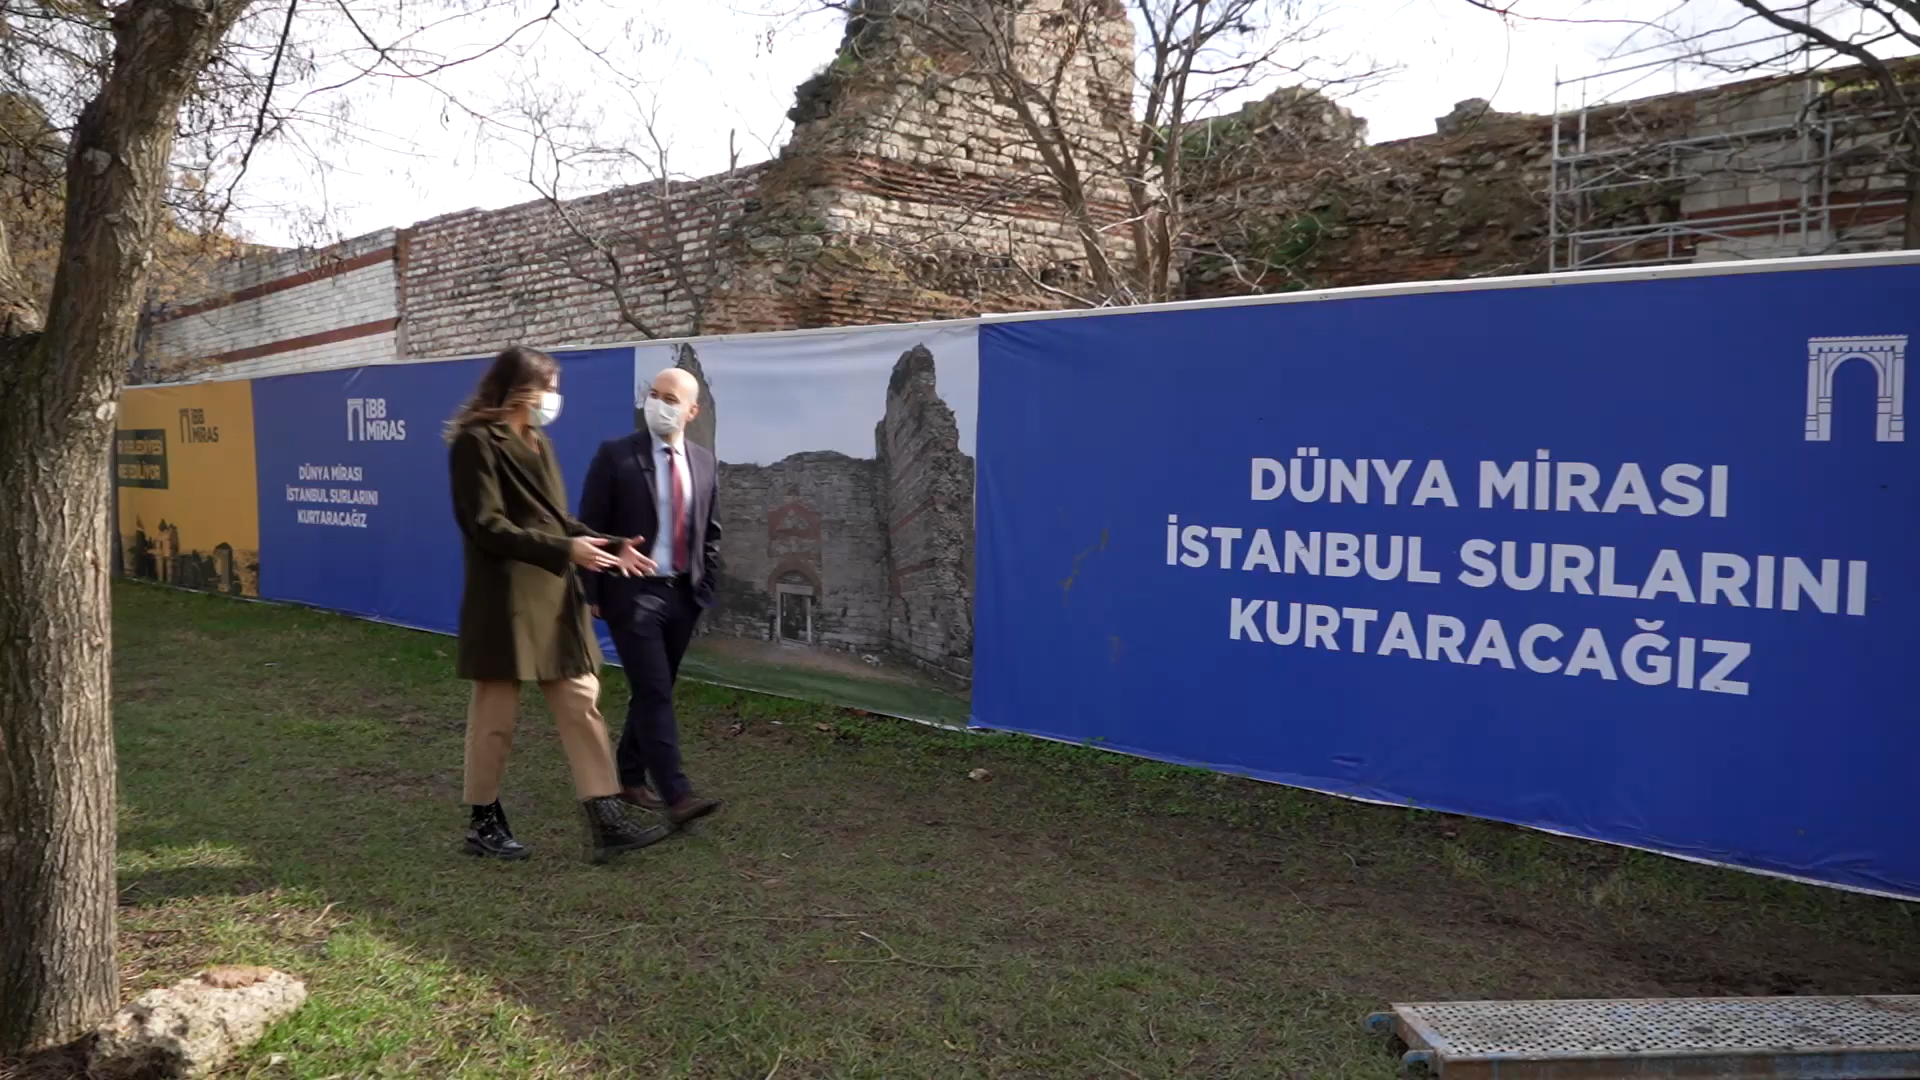 İBB
MİRAS
İBB
MİRAS
DÜNYA MİRASI
İSTANBUL SURLARINI
KURTARACAĞIZ
DÜNYA MİRASI
İSTANBUL SURLARINI
KURTARACAĞIZ